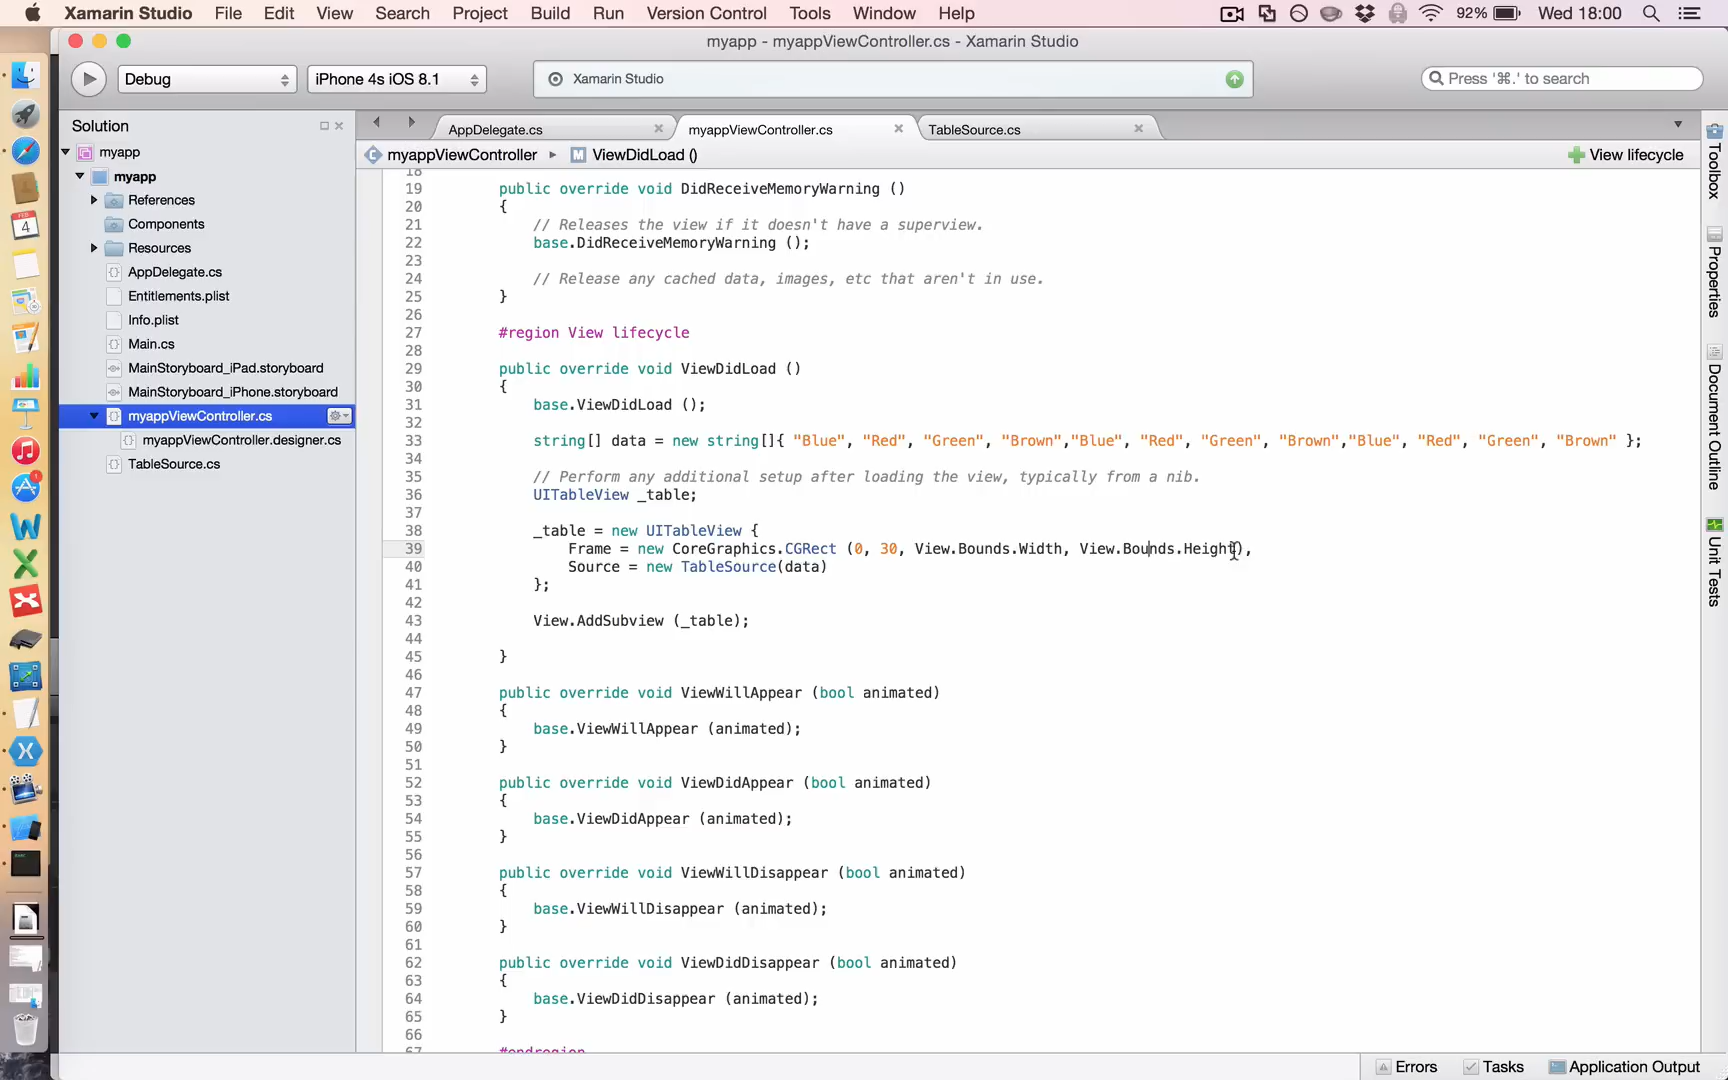 Xamarin Studio File Edit View Search Project Build Run Version Control Tools Window Help 92% Wed 18:00
myapp - myappViewController.cs - Xamarin Studio
Debug iPhone 4s iOS 8.1 Xamarin Studio Press '⌘.' to search
Solution
myapp
myapp
References
Components
Resources
AppDelegate.cs
Entitlements.plist
Info.plist
Main.cs
MainStoryboard_iPad.storyboard
MainStoryboard_iPhone.storyboard
myappViewController.cs
myappViewController.designer.cs
TableSource.cs
AppDelegate.cs myappViewController.cs TableSource.cs
myappViewController ▸ M ViewDidLoad () View lifecycle
18
19 public override void DidReceiveMemoryWarning ()
20 {
21 // Releases the view if it doesn't have a superview.
22 base.DidReceiveMemoryWarning ();
23
24 // Release any cached data, images, etc that aren't in use.
25 }
26
27 #region View lifecycle
28
29 public override void ViewDidLoad ()
30 {
31 base.ViewDidLoad ();
32
33 string[] data = new string[]{ "Blue", "Red", "Green", "Brown","Blue", "Red", "Green", "Brown","Blue", "Red", "Green", "Brown" };
34
35 // Perform any additional setup after loading the view, typically from a nib.
36 UITableView _table;
37
38 _table = new UITableView {
39 Frame = new CoreGraphics.CGRect (0, 30, View.Bounds.Width, View.Bounds.Height),
40 Source = new TableSource(data)
41 };
42
43 View.AddSubview (_table);
44
45 }
46
47 public override void ViewWillAppear (bool animated)
48 {
49 base.ViewWillAppear (animated);
50 }
51
52 public override void ViewDidAppear (bool animated)
53 {
54 base.ViewDidAppear (animated);
55 }
56
57 public override void ViewWillDisappear (bool animated)
58 {
59 base.ViewWillDisappear (animated);
60 }
61
62 public override void ViewDidDisappear (bool animated)
63 {
64 base.ViewDidDisappear (animated);
65 }
66
67 #endregion
Toolbox
Properties
Document Outline
Unit Tests
Errors Tasks Application Output